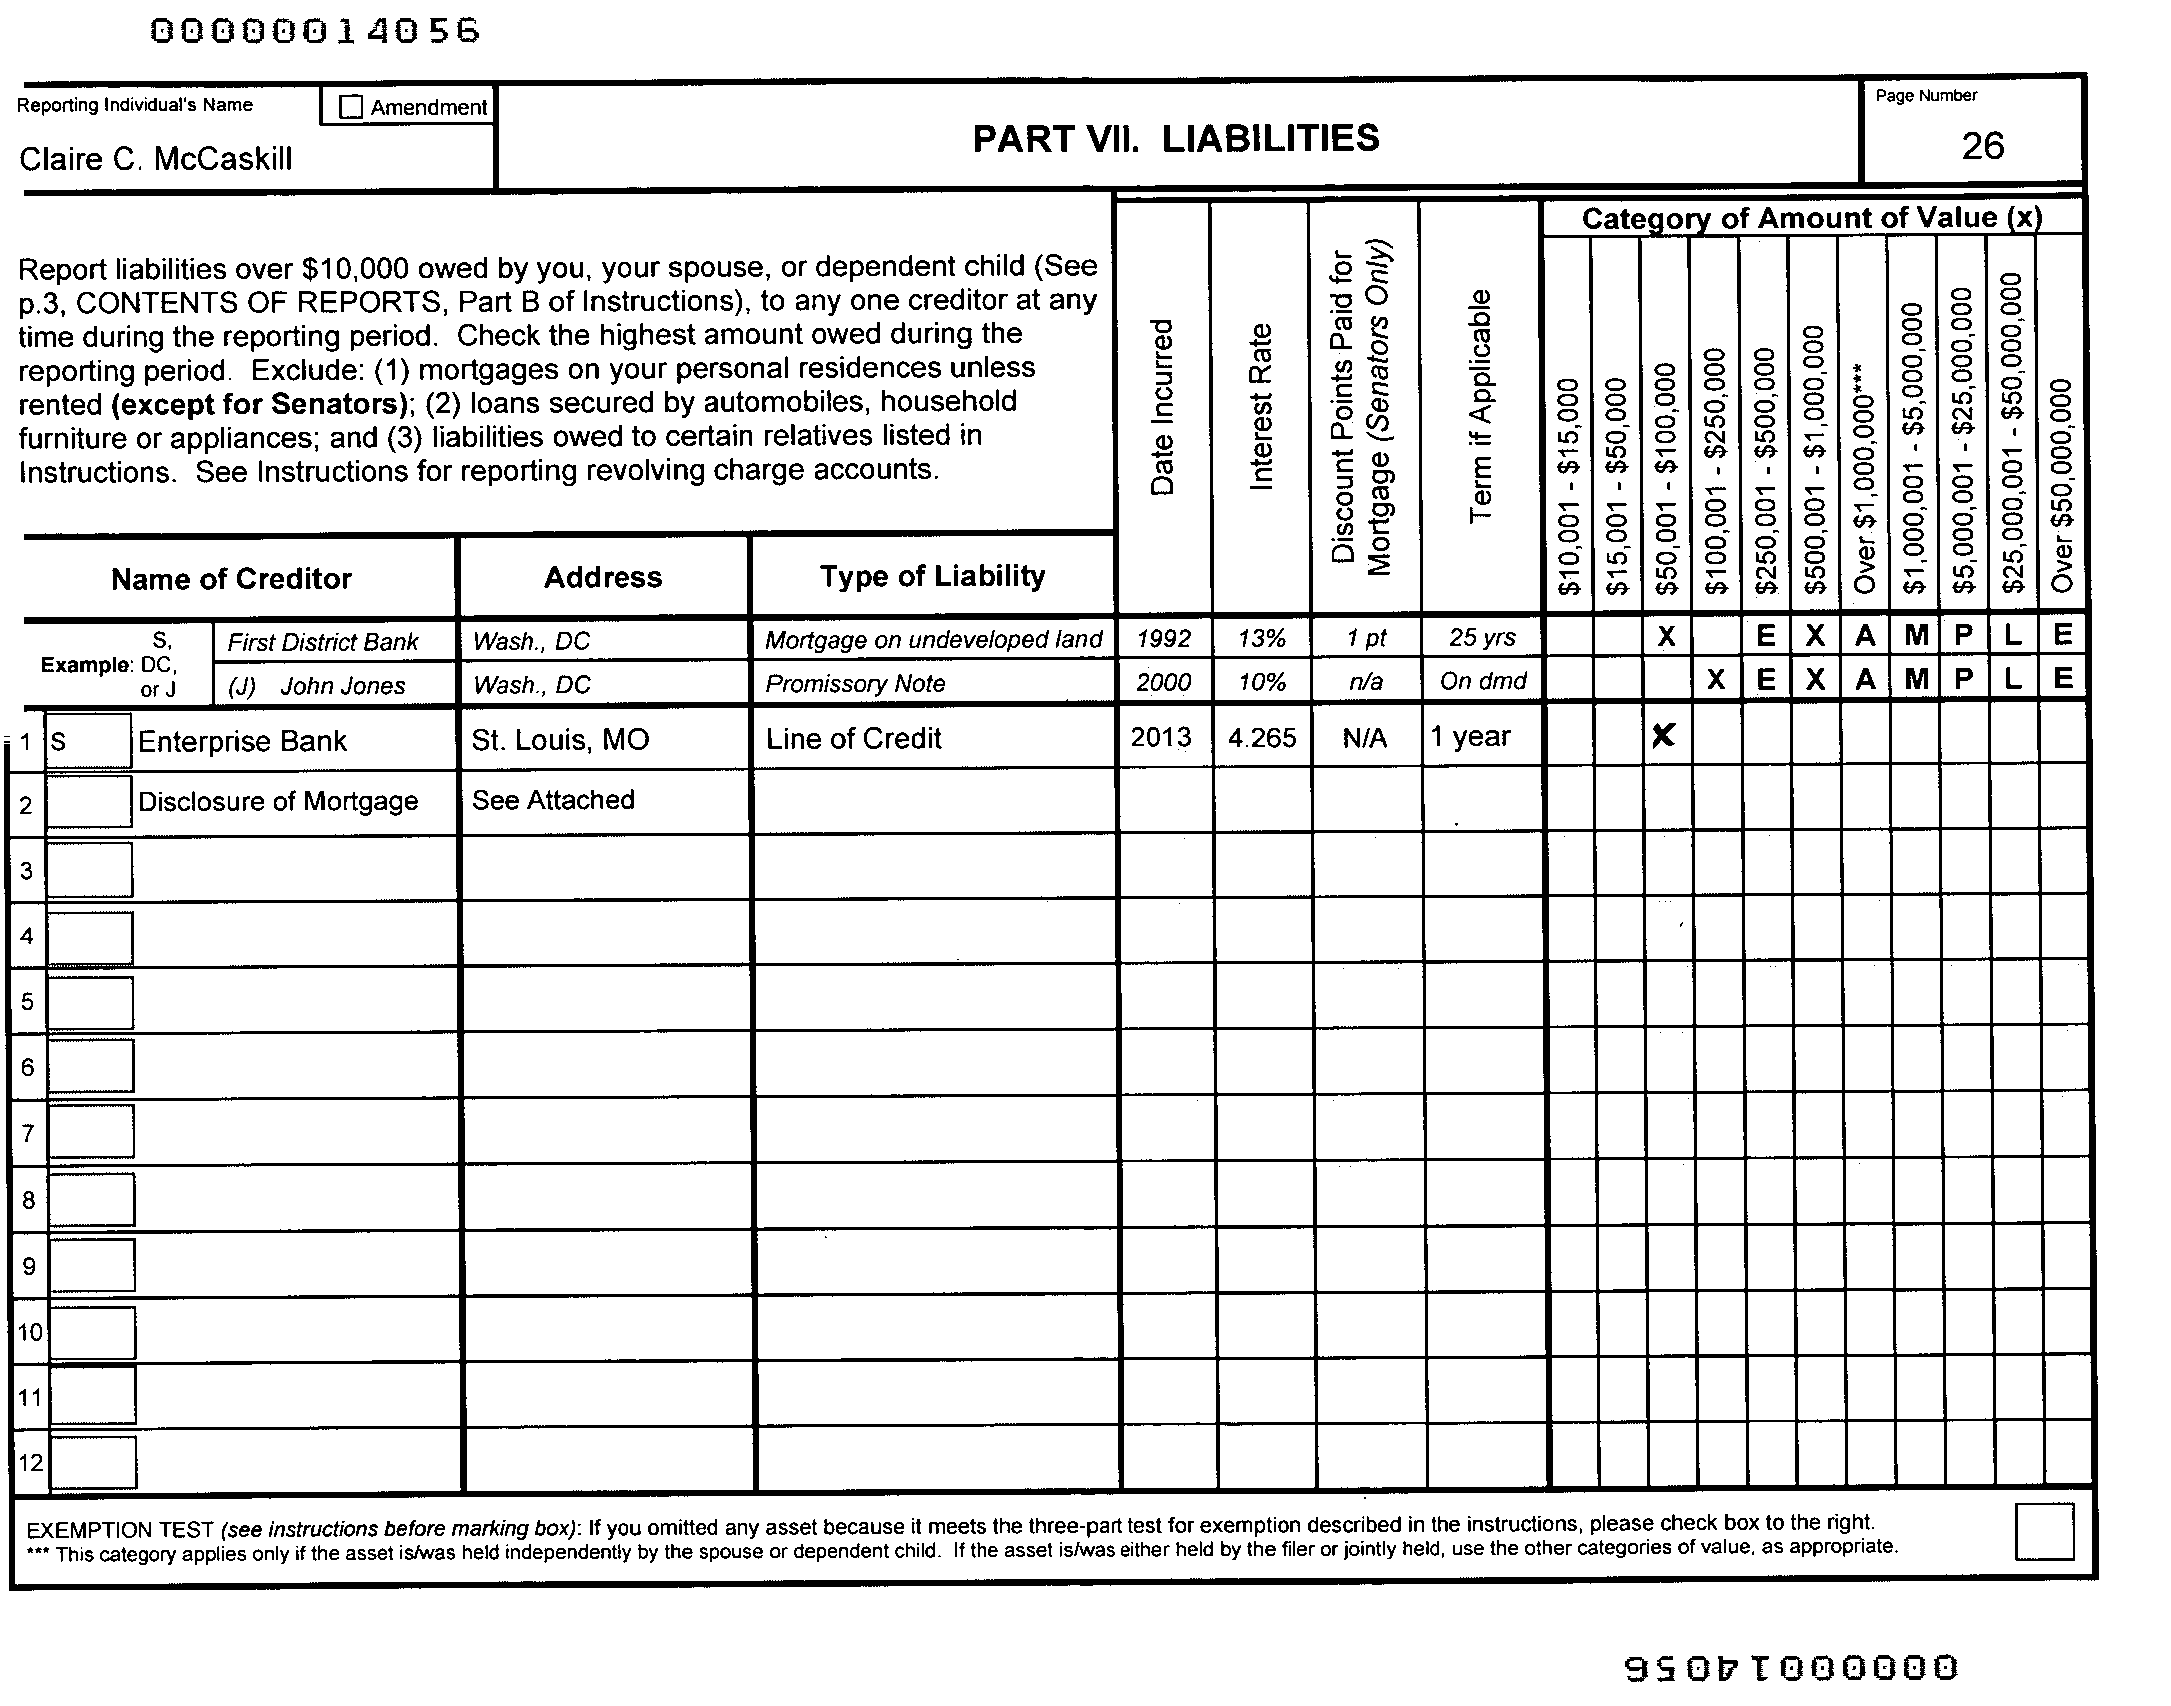 00000014056
Reporting Individual's Name
Amendment
Claire C. McCaskill
PART VII. LIABILITIES
Page Number
26
Report liabilities over $10,000 owed by you, your spouse, or dependent child (See
p.3, CONTENTS OF REPORTS, Part B of Instructions), to any one creditor at any
time during the reporting period. Check the highest amount owed during the
reporting period. Exclude: (1) mortgages on your personal residences unless
rented (except for Senators); (2) loans secured by automobiles, household
furniture or appliances; and (3) liabilities owed to certain relatives listed in
Instructions. See Instructions for reporting revolving charge accounts.
Date Incurred
Interest Rate
Discount Points Paid for
Mortgage (Senators Only)
Term if Applicable
Category of Amount of Value (x)
$10,001 - $15,000
$15,001 - $50,000
$50,001 - $100,000
$100,001 - $250,000
$250,001 - $500,000
$500,001 - $1,000,000
Over $1,000,000***
$1,000,001 - $5,000,000
$5,000,001 - $25,000,000
$25,000,001 - $50,000,000
Over $50,000,000
Name of Creditor Address Type of Liability
Example: S, DC, or J
First District Bank Wash., DC Mortgage on undeveloped land 1992 13% 1 pt 25 yrs X E X A M P L E
(J) John Jones Wash., DC Promissory Note 2000 10% n/a On dmd X E X A M P L E
1 S Enterprise Bank St. Louis, MO Line of Credit 2013 4.265 N/A 1 year X
2 Disclosure of Mortgage See Attached
3
4
5
6
7
8
9
10
11
12
EXEMPTION TEST (see instructions before marking box): If you omitted any asset because it meets the three-part test for exemption described in the instructions, please check box to the right.
*** This category applies only if the asset is/was held independently by the spouse or dependent child. If the asset is/was either held by the filer or jointly held, use the other categories of value, as appropriate.
00000014056